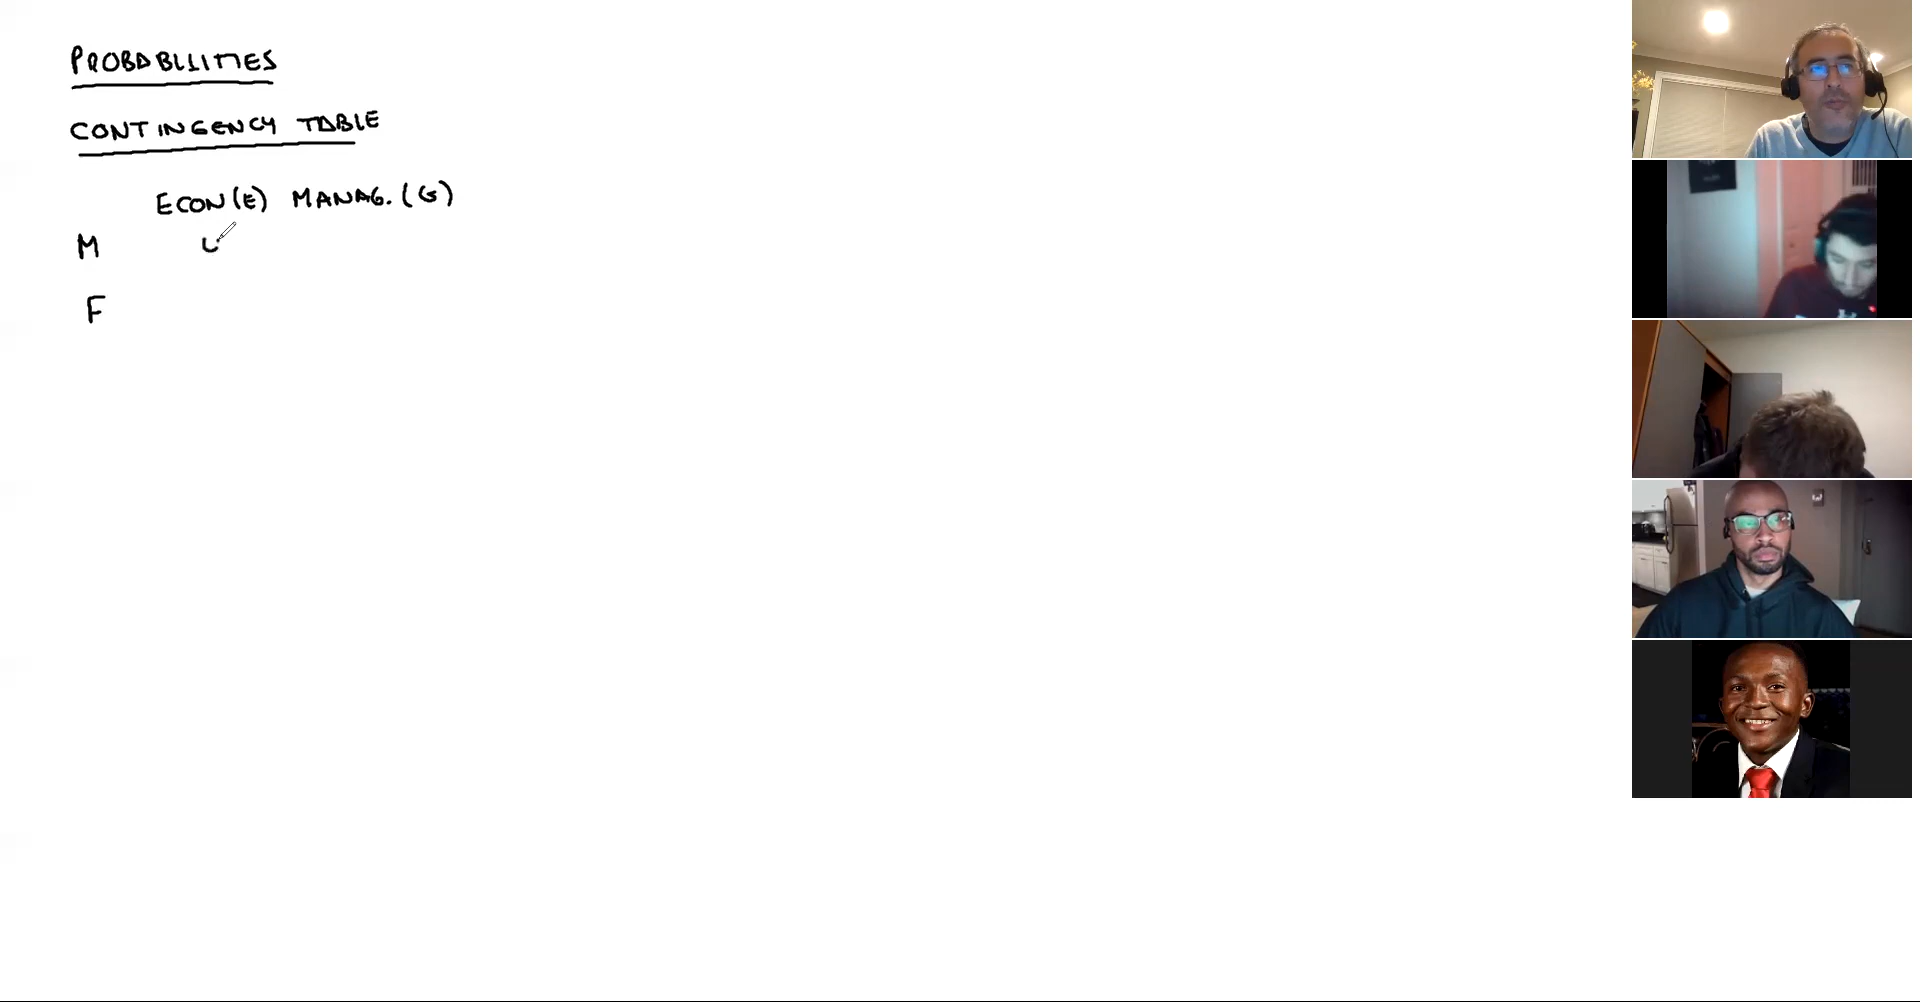 PROBABILITIES
CONTINGENCY TABLE
ECON(E) MANAG.(G)
M
F